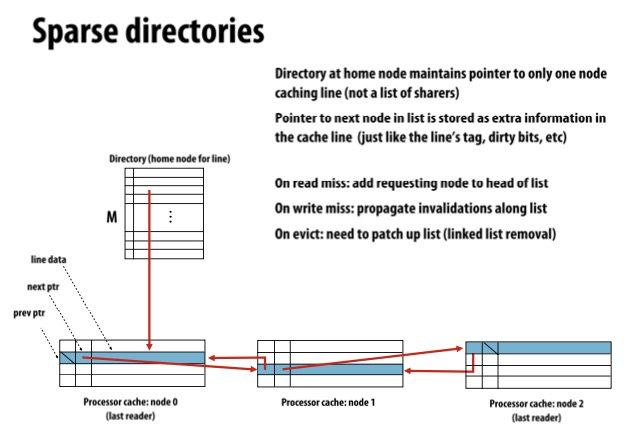 Sparse directories
Directory at home node maintains pointer to only one node
caching line (not a list of sharers)
Pointer to next node in list is stored as extra information in
the cache line (just like the line's tag, dirty bits, etc)
Directory (home node for line)
On read miss: add requesting node to head of list
M
On write miss: propagate invalidations along list
On evict: need to patch up list (linked list removal)
line data
next ptr
prev ptr
Processor cache: node 0
(last reader)
Processor cache: node 1
Processor cache: node 2
(last reader)